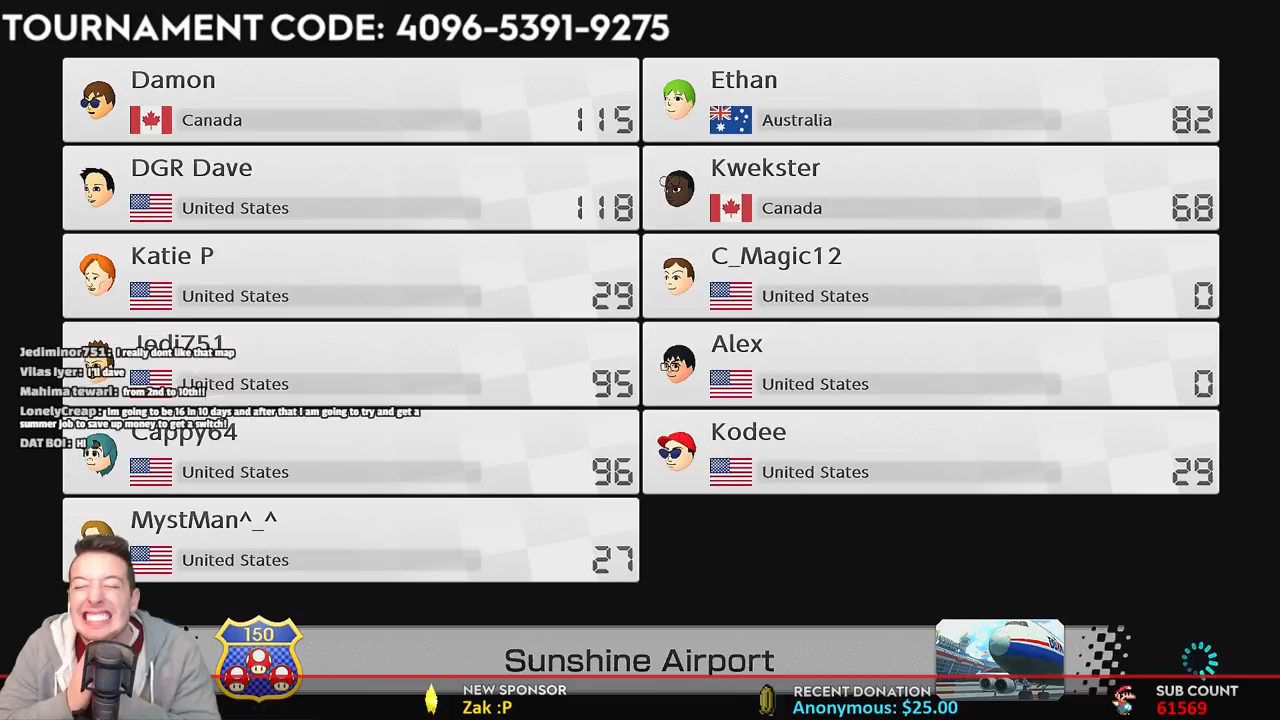 TOURNAMENT CODE: 4096-5391-9275
Damon
Canada 115
Ethan
Australia 82
DGR Dave
United States 118
Kwekster
Canada 68
Katie P
United States 29
C_Magic12
United States 0
Jedi751
United States 95
Alex
United States 0
Jediminor751: I really dont like that map
Vilas Iyer: I'll dave
Mahima tewari: from 2nd to 10th!!
LonelyCreap: Im going to be 16 in 10 days and after that I am going to try and get a
summer job to save up money to get a switch!
DAT BOI: HI
Cappy64
United States 96
Kodee
United States 29
MystMan^_^
United States 27
150
Sunshine Airport
NEW SPONSOR
Zak :P
RECENT DONATION
Anonymous: $25.00
SUB COUNT
61569